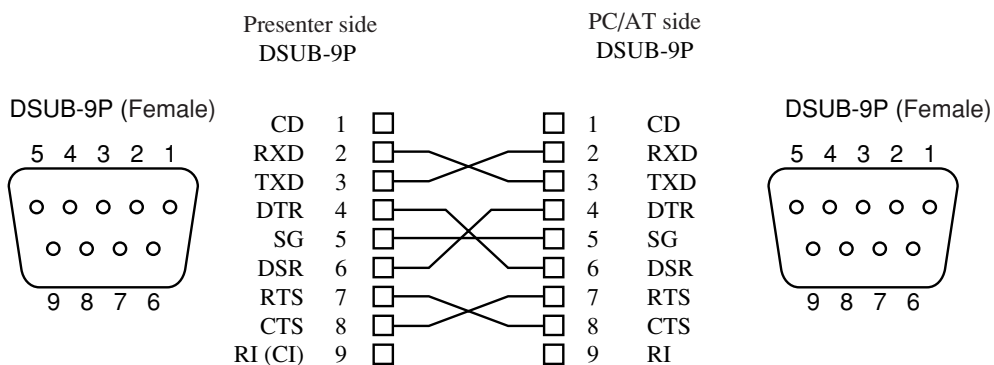 Presenter side
DSUB-9P
PC/AT side
DSUB-9P
DSUB-9P (Female)
5 4 3 2 1
9 8 7 6
CD 1 1 CD
RXD 2 2 RXD
TXD 3 3 TXD
DTR 4 4 DTR
SG 5 5 SG
DSR 6 6 DSR
RTS 7 7 RTS
CTS 8 8 CTS
RI (CI) 9 9 RI
DSUB-9P (Female)
5 4 3 2 1
9 8 7 6